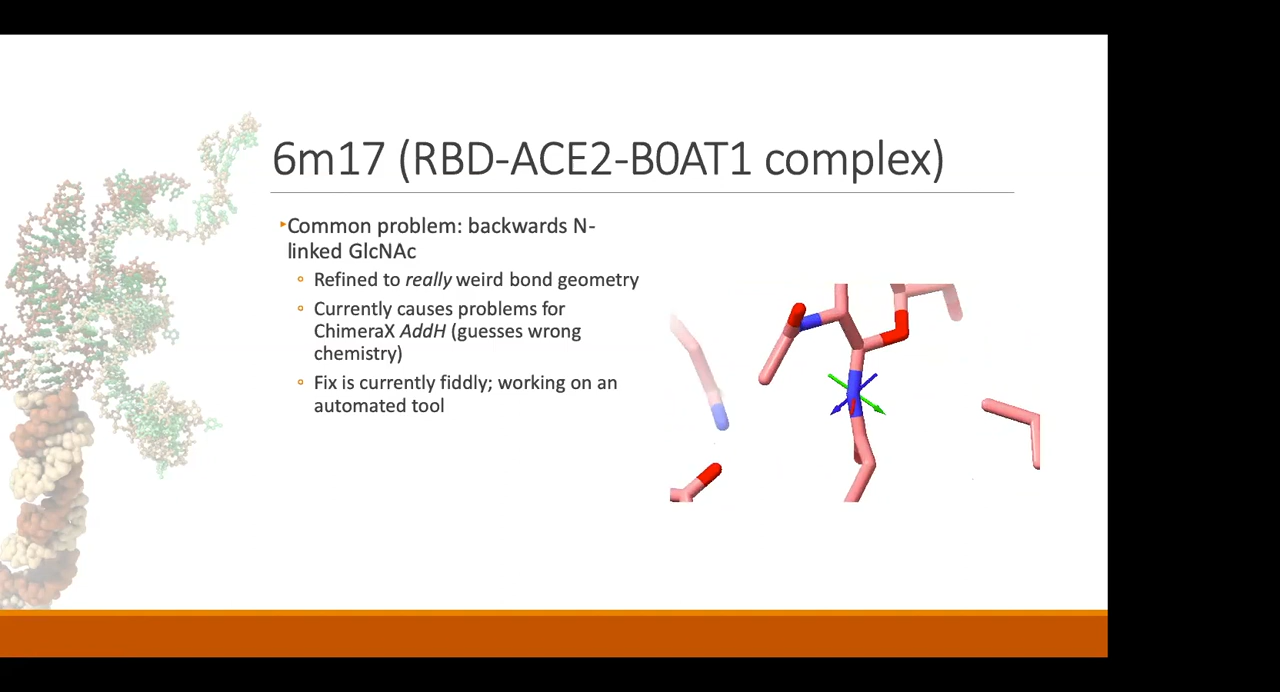 6m17 (RBD-ACE2-B0AT1 complex)
Common problem: backwards N-
linked GlcNAc
Refined to really weird bond geometry
Currently causes problems for
ChimeraX AddH (guesses wrong
chemistry)
Fix is currently fiddly; working on an
automated tool